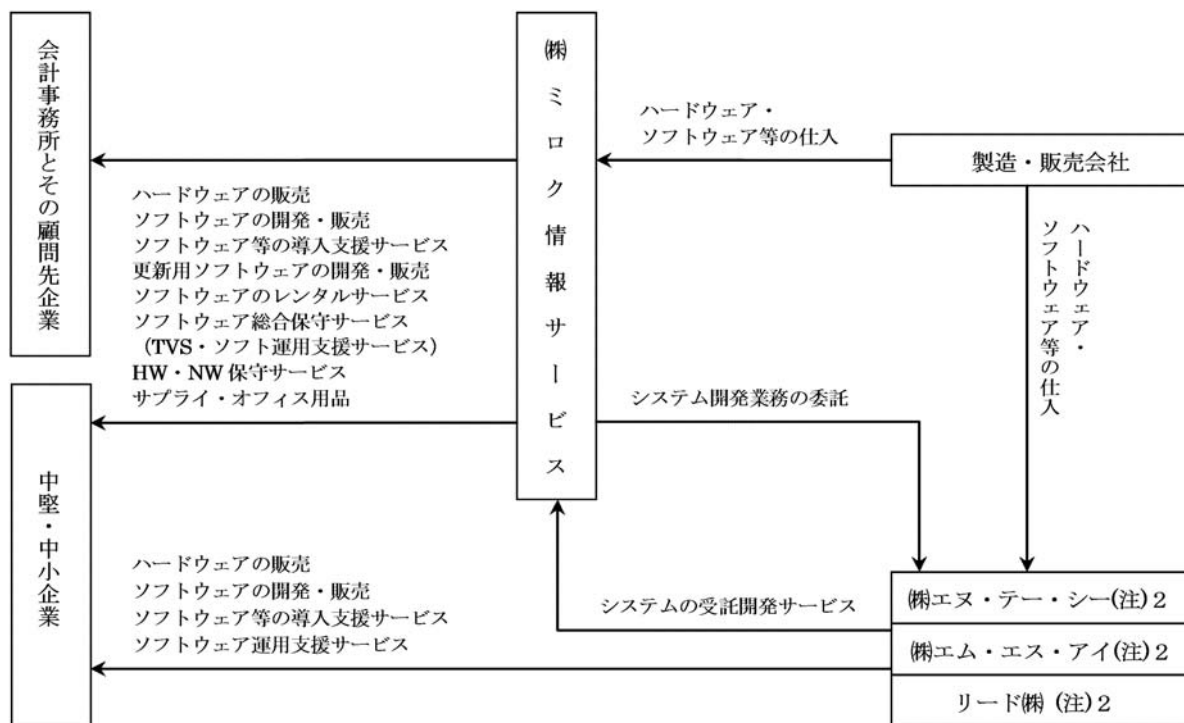 会計事務所とその顧問先企業
㈱ミロク情報サービス
ハードウェア・
ソフトウェア等の仕入
製造・販売会社
ハードウェアの販売
ソフトウェアの開発・販売
ソフトウェア等の導入支援サービス
更新用ソフトウェアの開発・販売
ソフトウェアのレンタルサービス
ソフトウェア総合保守サービス
（TVS・ソフト運用支援サービス）
HW・NW保守サービス
サプライ・オフィス用品
ハードウェア・
ソフトウェア等の仕入
システム開発業務の委託
中堅・中小企業
ハードウェアの販売
ソフトウェアの開発・販売
ソフトウェア等の導入支援サービス
ソフトウェア運用支援サービス
システムの受託開発サービス
㈱エヌ・テー・シー(注)２
㈱エム・エス・アイ(注)２
リード㈱ (注)２